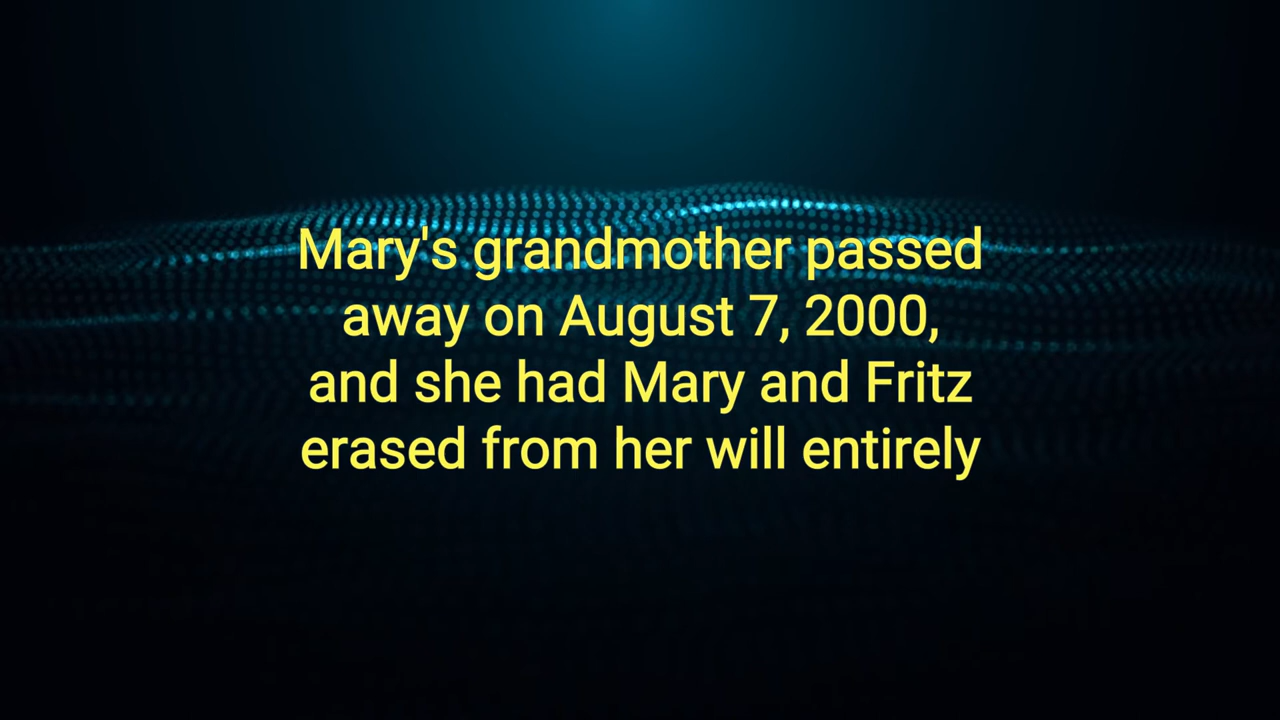 Mary's grandmother passed
away on August 7, 2000,
and she had Mary and Fritz
erased from her will entirely